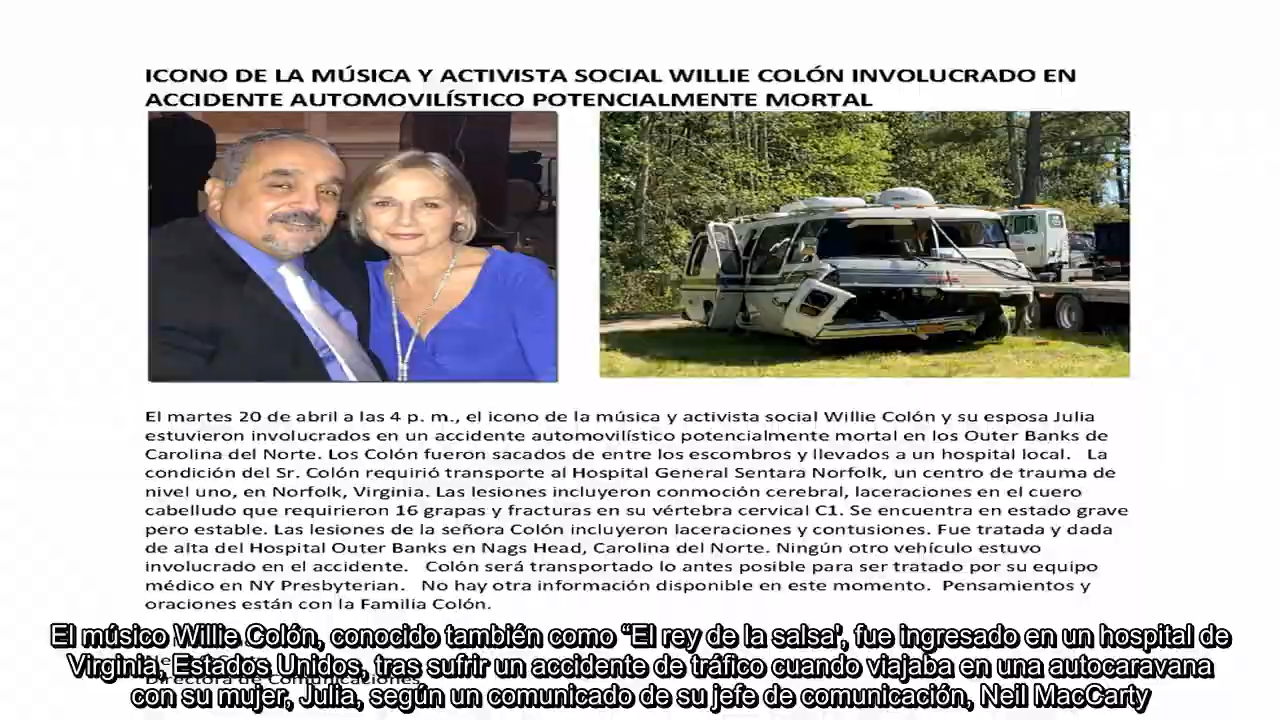 ICONO DE LA MÚSICA Y ACTIVISTA SOCIAL WILLIE COLÓN INVOLUCRADO EN
ACCIDENTE AUTOMOVILÍSTICO POTENCIALMENTE MORTAL
El martes 20 de abril a las 4 p. m., el icono de la música y activista social Willie Colón y su esposa Julia
estuvieron involucrados en un accidente automovilístico potencialmente mortal en los Outer Banks de
Carolina del Norte. Los Colón fueron sacados de entre los escombros y llevados a un hospital local. La
condición del Sr. Colón requirió transporte al Hospital General Sentara Norfolk, un centro de trauma de
nivel uno, en Norfolk, Virginia. Las lesiones incluyeron conmoción cerebral, laceraciones en el cuero
cabelludo que requirieron 16 grapas y fracturas en su vértebra cervical C1. Se encuentra en estado grave
pero estable. Las lesiones de la señora Colón incluyeron laceraciones y contusiones. Fue tratada y dada
de alta del Hospital Outer Banks en Nags Head, Carolina del Norte. Ningún otro vehículo estuvo
involucrado en el accidente. Colón será transportado lo antes posible para ser tratado por su equipo
médico en NY Presbyterian. No hay otra información disponible en este momento. Pensamientos y
oraciones están con la Familia Colón.
El músico Willie Colón, conocido también como “El rey de la salsa', fue ingresado en un hospital de
Virginia, Estados Unidos, tras sufrir un accidente de tráfico cuando viajaba en una autocaravana
Directora de Comunicaciones
con su mujer, Julia, según un comunicado de su jefe de comunicación, Neil MacCarty